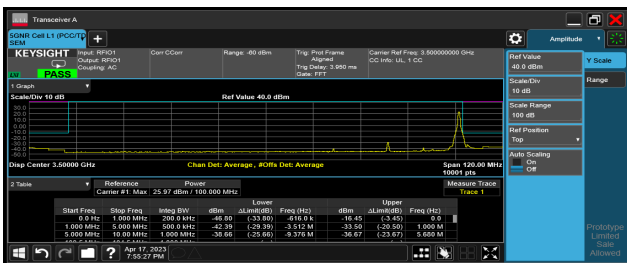 Transceiver A
5GNR Cell L1 (PCC/TP
SEM
Amplitude
KEYSIGHT
PASS
Input: RFIO1
Output: RFIO1
Coupling: AC
Corr CCorr
Range: -60 dBm
Trig: Prot Frame
Aligned
Trig Delay: 3.950 ms
Gate: FFT
Carrier Ref Freq: 3.500000000 GHz
CC Info: UL, 1 CC
1 Graph
Scale/Div 10 dB
Ref Value 40.0 dBm
30.0
20.0
10.0
0.00
-10.0
-20.0
-30.0
-40.0
-50.0
Disp Center 3.50000 GHz
Chan Det: Average , #Offs Det: Average
Span 120.00 MHz
10001 pts
2 Table
Reference
Power
Carrier #1: Max
25.97 dBm / 100.000 MHz
Measure Trace
Trace 1
Lower
Upper
Start Freq Stop Freq Integ BW dBm ΔLimit(dB) Freq (Hz) dBm ΔLimit(dB) Freq (Hz)
0.0 Hz 1.000 MHz 200.0 kHz -46.80 (-33.80) -616.0 k -16.45 (-3.45) 0.0
1.000 MHz 5.000 MHz 500.0 kHz -42.39 (-29.39) -3.512 M -33.50 (-20.50) 1.000 M
5.000 MHz 10.00 MHz 1.000 MHz -38.66 (-25.66) -9.376 M -36.67 (-23.67) 5.680 M
Apr 17, 2023
7:55:27 PM
Ref Value
40.0 dBm
Scale/Div
10 dB
Scale Range
100 dB
Ref Position
Top
Auto Scaling
On
Off
Y Scale
Range
Prototype
Limited
Sale
Allowed